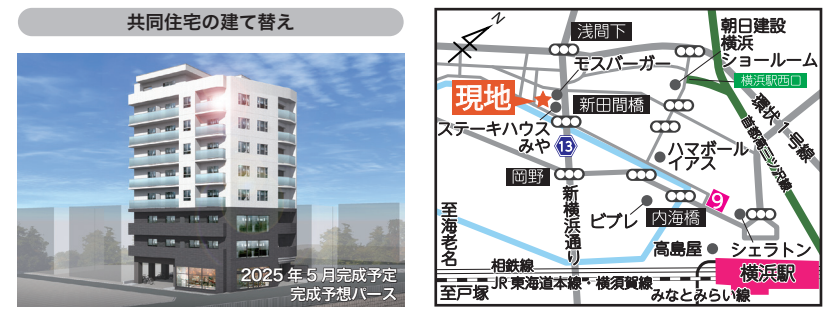 共同住宅の建て替え
2025年5月完成予定
完成予想パース
N
浅間下
朝日建設
横浜
ショールーム
モスバーガー
横浜駅西口
現地
新田間橋
環状1号線
首都高三ツ沢線
ステーキハウス
みや
13
ハマボール
イアス
岡野
9
新横浜通り
ビブレ
内海橋
至海老名
高島屋
シェラトン
相鉄線
横浜駅
JR東海道本線・横須賀線
至戸塚
みなとみらい線